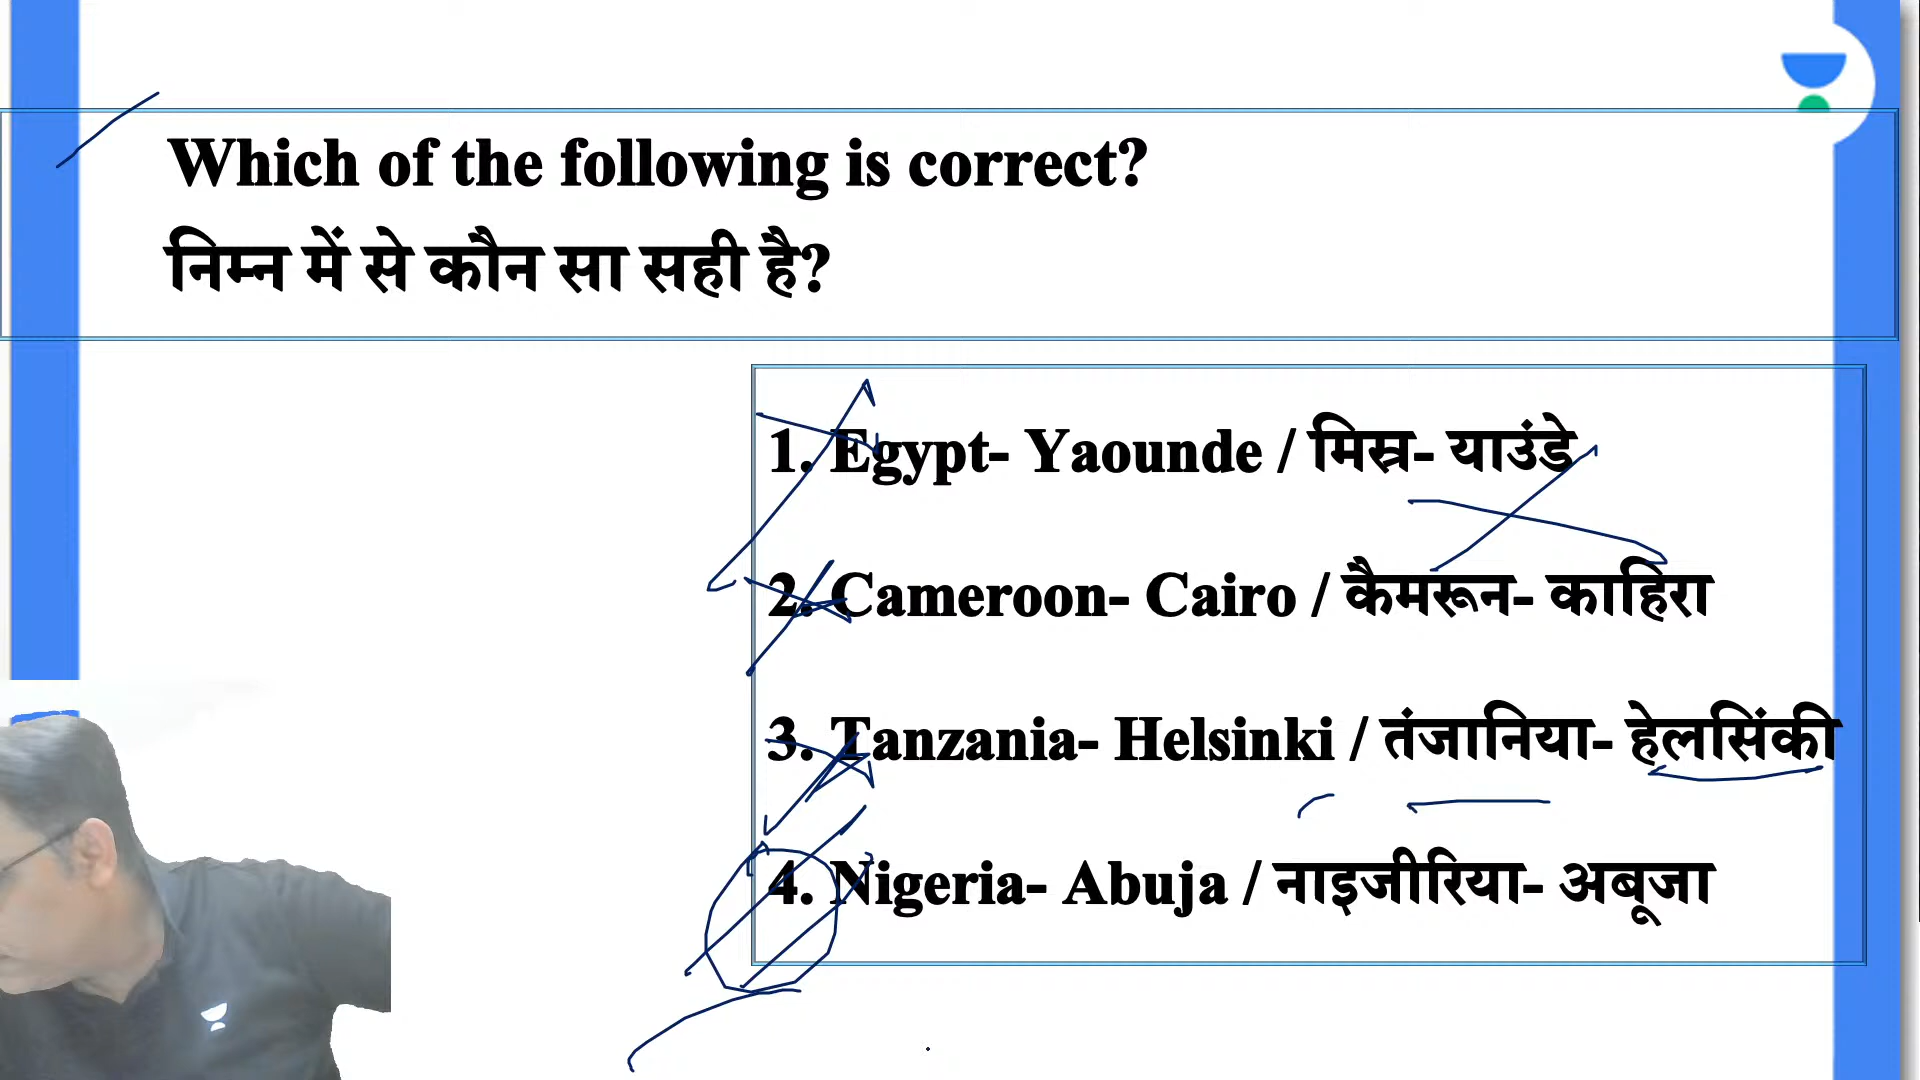 Which of the following is correct?
निम्न में से कौन सा सही है?
1. Egypt- Yaounde / मिस्र- याउंडे
2. Cameroon- Cairo / कैमरून- काहिरा
3. Tanzania- Helsinki / तंजानिया- हेलसिंकी
4. Nigeria- Abuja / नाइजीरिया- अबूजा